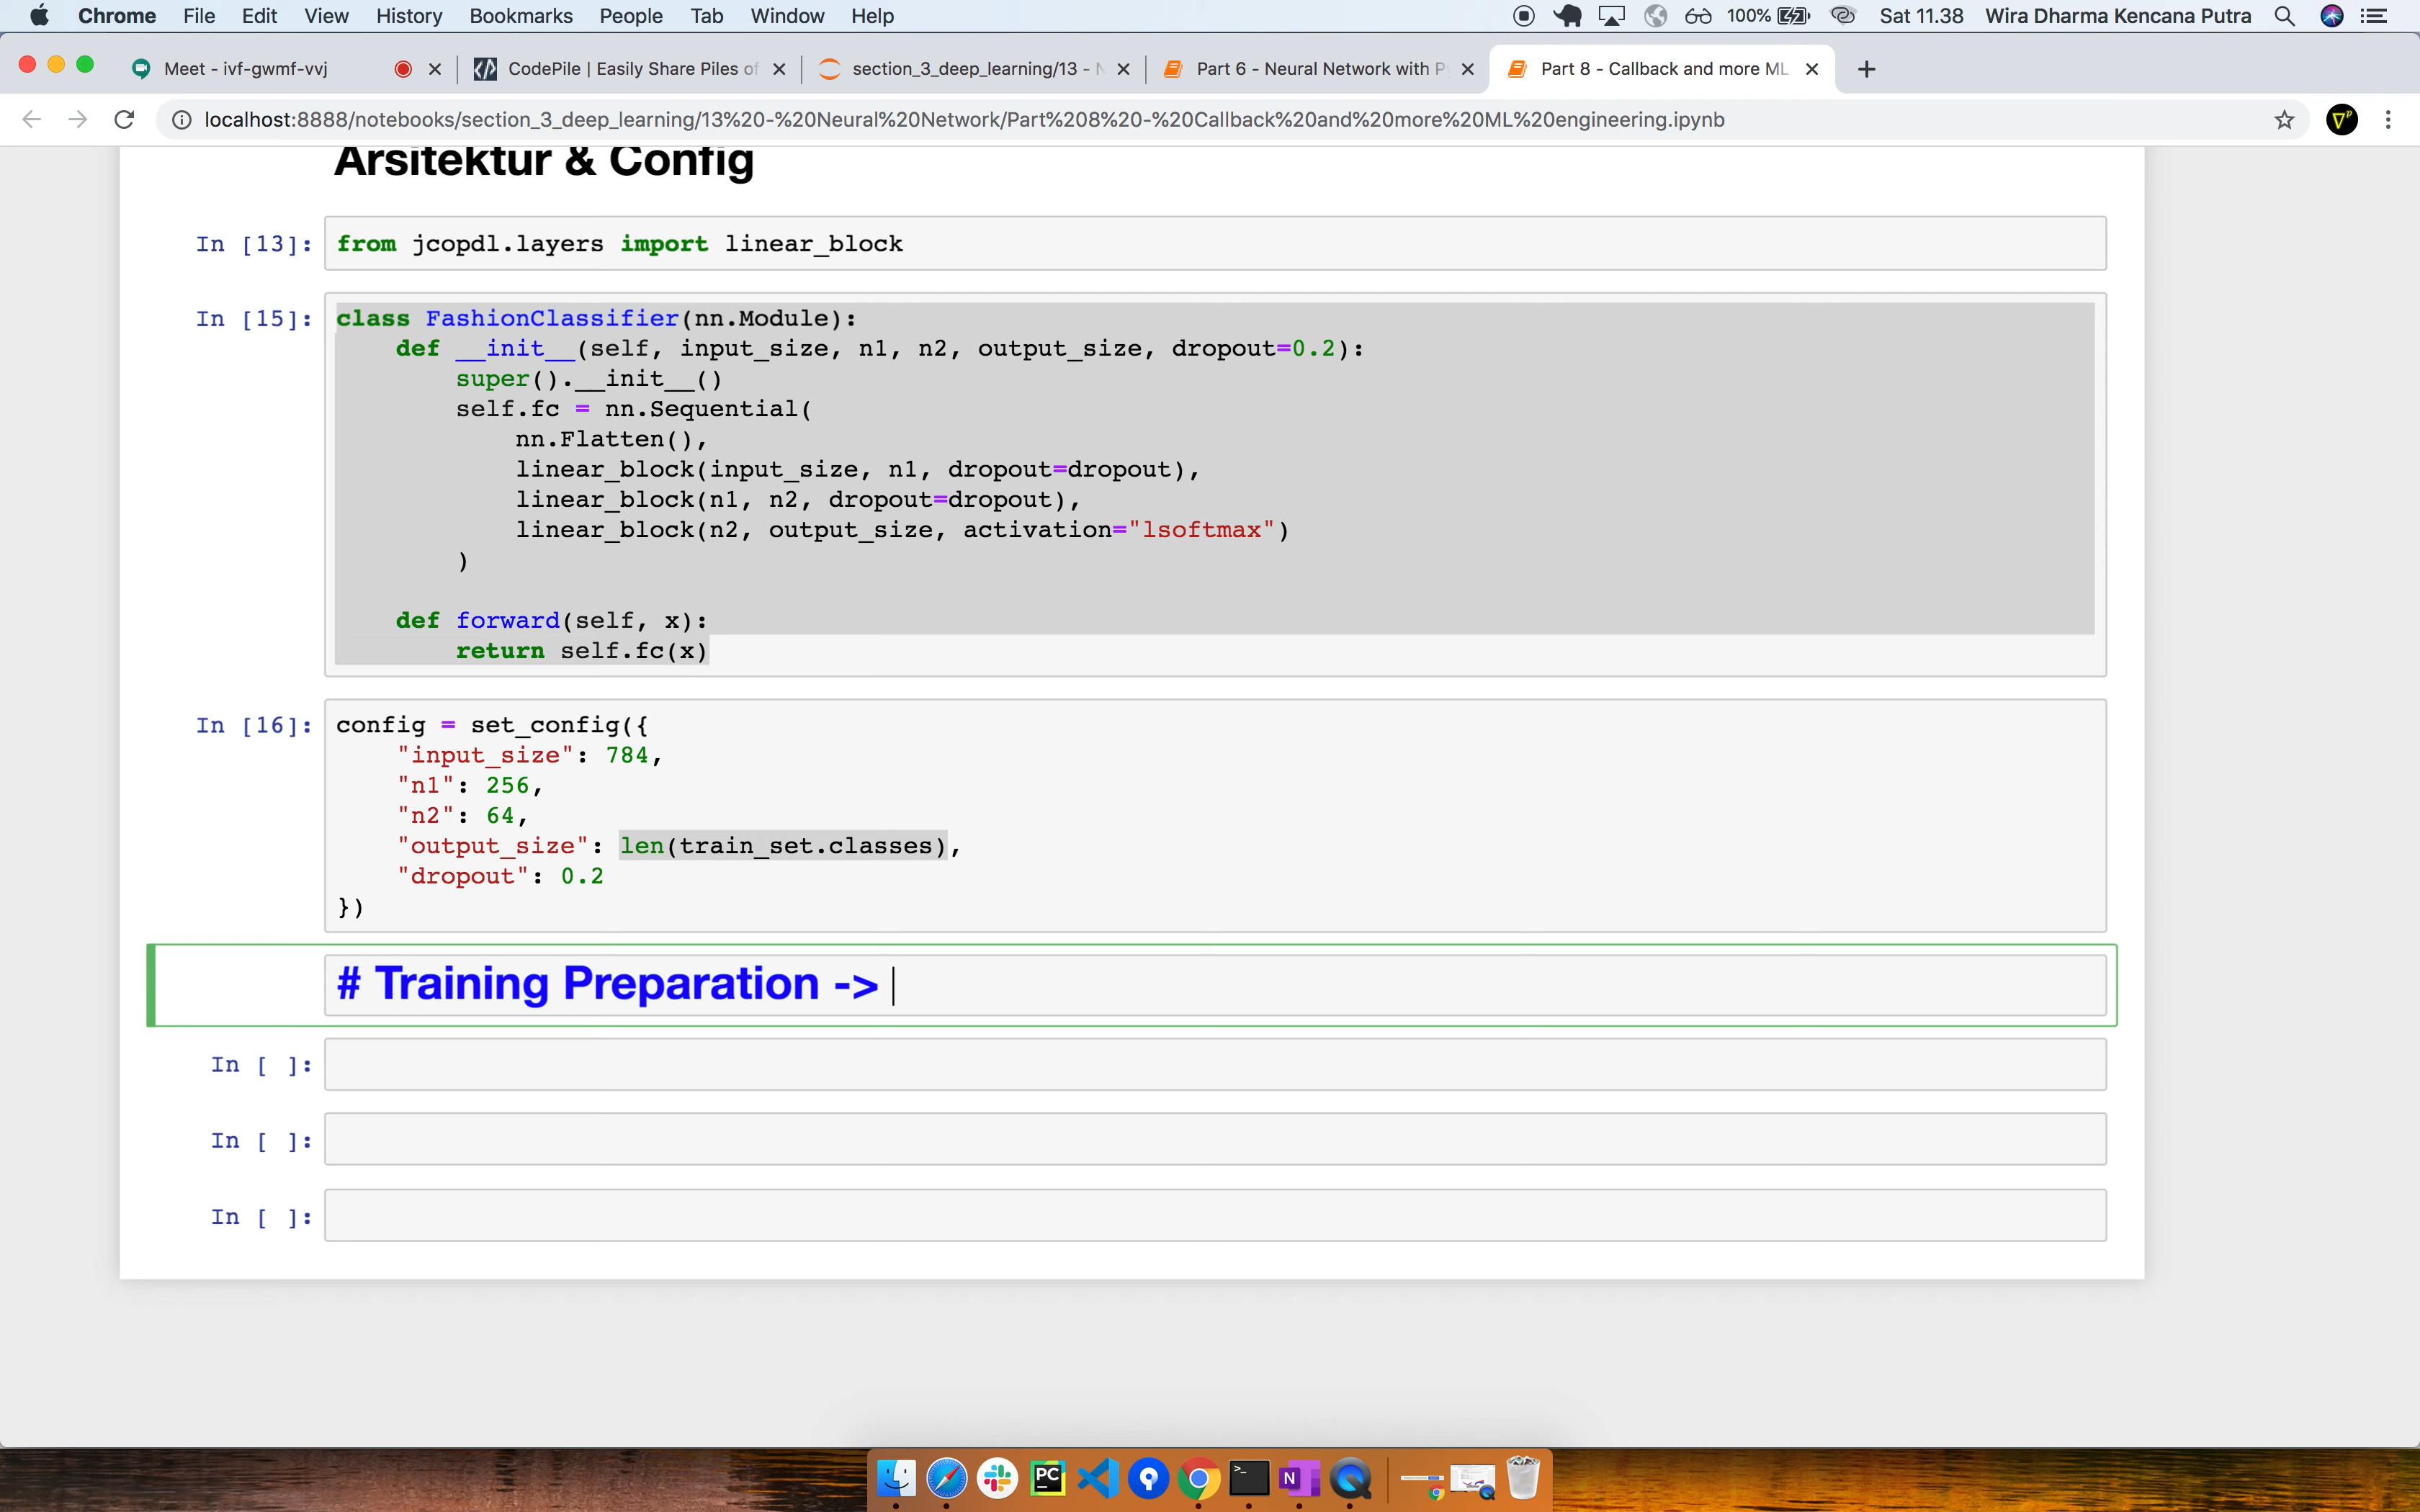 Chrome File Edit View History Bookmarks People Tab Window Help 100% Sat 11.38 Wira Dharma Kencana Putra
Meet - ivf-gwmf-vvj CodePile | Easily Share Piles of section_3_deep_learning/13 - N Part 6 - Neural Network with Py Part 8 - Callback and more ML
localhost:8888/notebooks/section_3_deep_learning/13%20-%20Neural%20Network/Part%208%20-%20Callback%20and%20more%20ML%20engineering.ipynb
Arsitektur & Config
In [13]: from jcopdl.layers import linear_block
In [15]: class FashionClassifier(nn.Module):
def __init__(self, input_size, n1, n2, output_size, dropout=0.2):
super().__init__()
self.fc = nn.Sequential(
nn.Flatten(),
linear_block(input_size, n1, dropout=dropout),
linear_block(n1, n2, dropout=dropout),
linear_block(n2, output_size, activation="lsoftmax")
)
def forward(self, x):
return self.fc(x)
In [16]: config = set_config({
"input_size": 784,
"n1": 256,
"n2": 64,
"output_size": len(train_set.classes),
"dropout": 0.2
})
# Training Preparation ->
In [ ]:
In [ ]:
In [ ]: